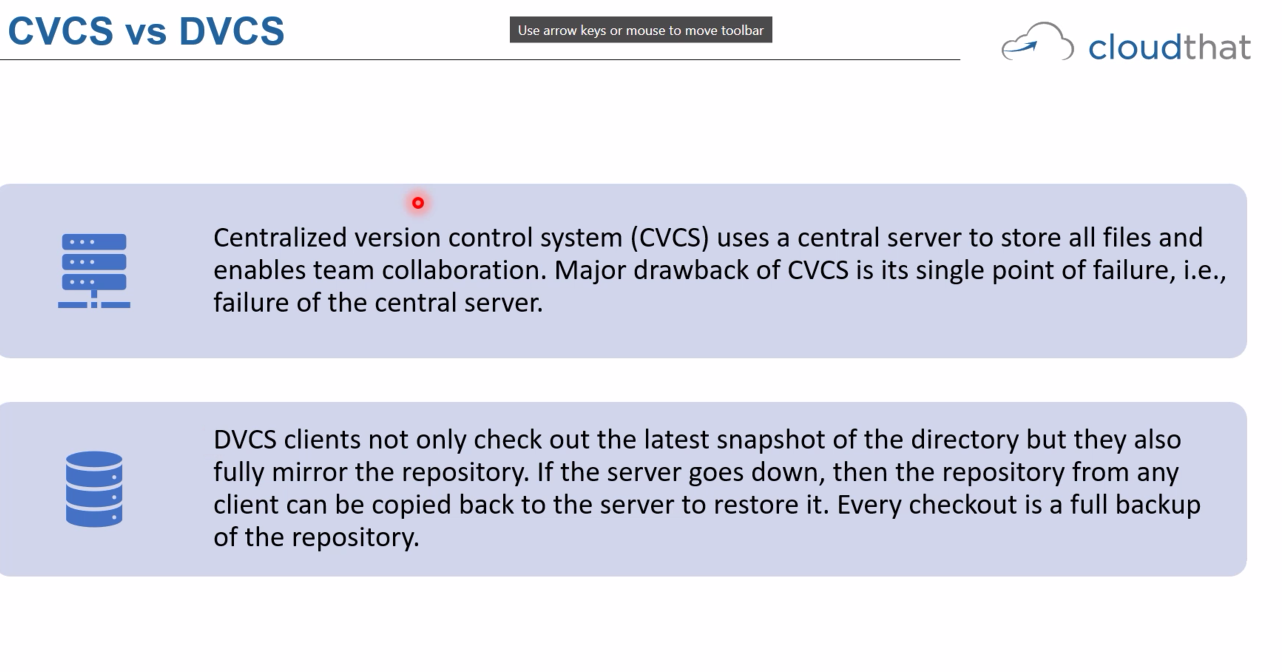 CVCS vs DVCS
Use arrow keys or mouse to move toolbar
cloudthat
Centralized version control system (CVCS) uses a central server to store all files and
enables team collaboration. Major drawback of CVCS is its single point of failure, i.e.,
failure of the central server.
DVCS clients not only check out the latest snapshot of the directory but they also
fully mirror the repository. If the server goes down, then the repository from any
client can be copied back to the server to restore it. Every checkout is a full backup
of the repository.